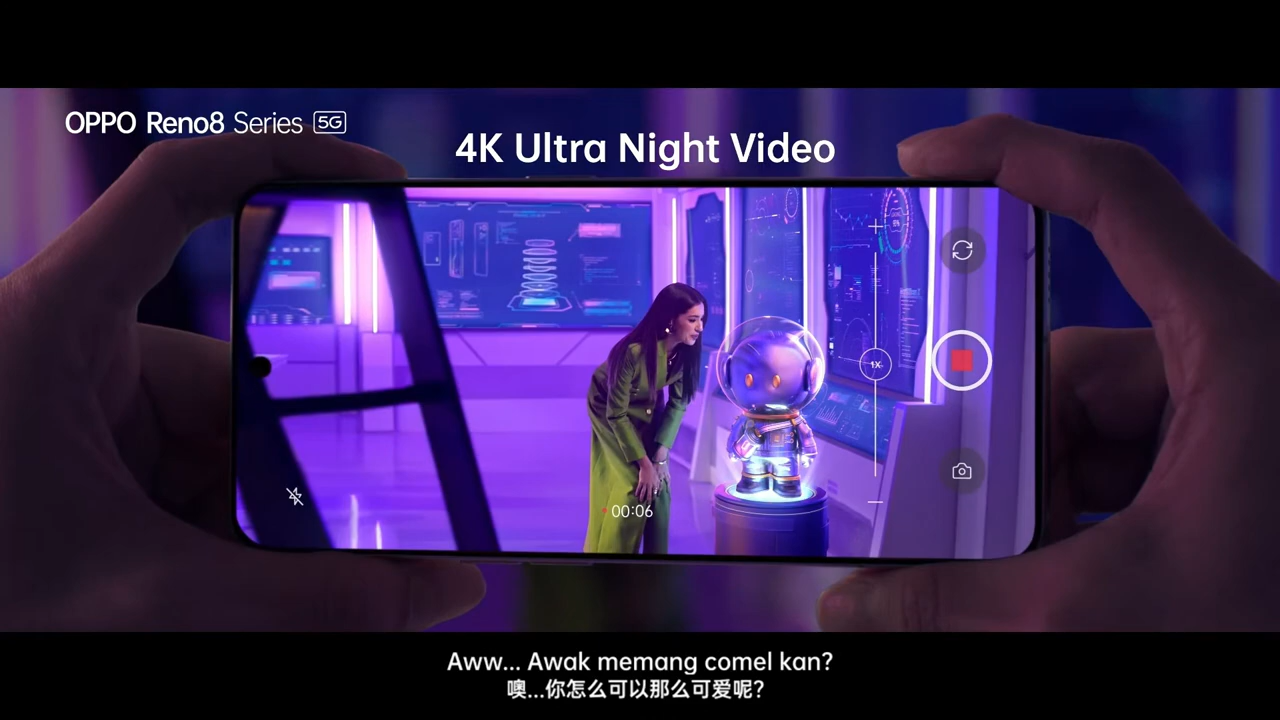 OPPO Reno8 Series 5G
4K Ultra Night Video
1X
00:06
Aww... Awak memang comel kan?
噢...你怎么可以那么可爱呢?